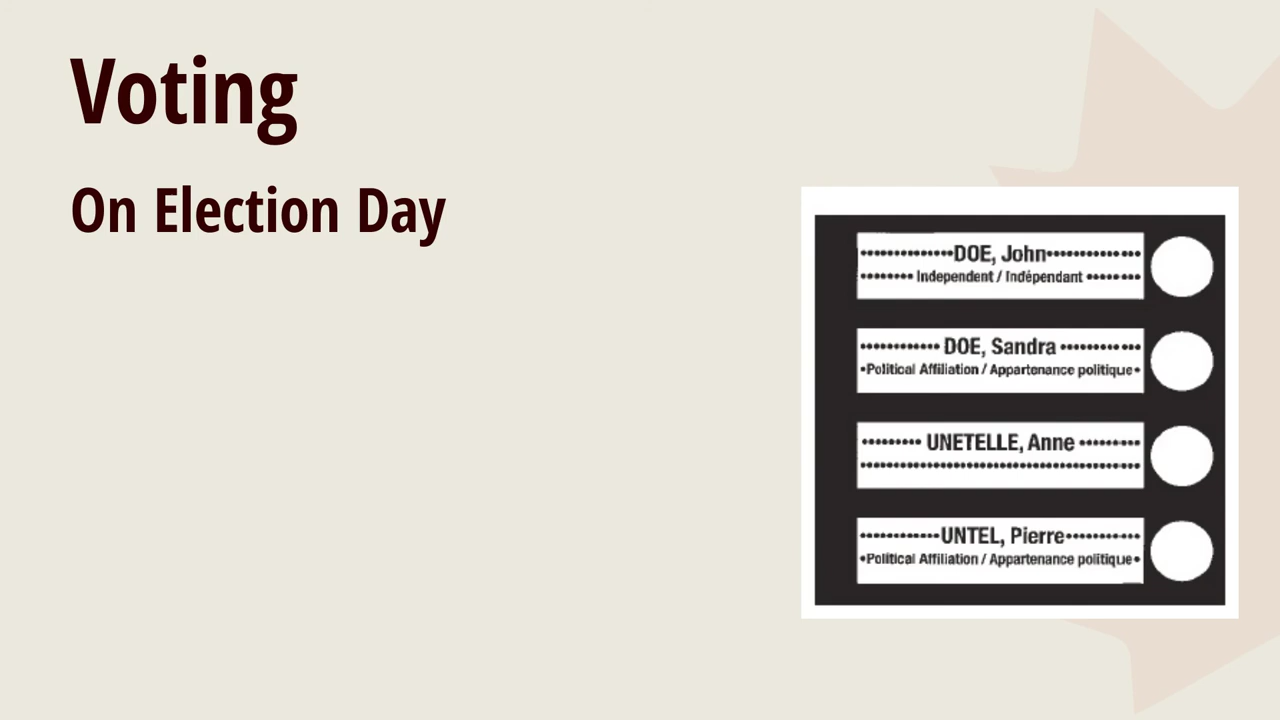 Voting
On Election Day
DOE, John
Independent / Indépendant
DOE, Sandra
Political Affiliation / Appartenance politique
UNETELLE, Anne
UNTEL, Pierre
Political Affiliation / Appartenance politique